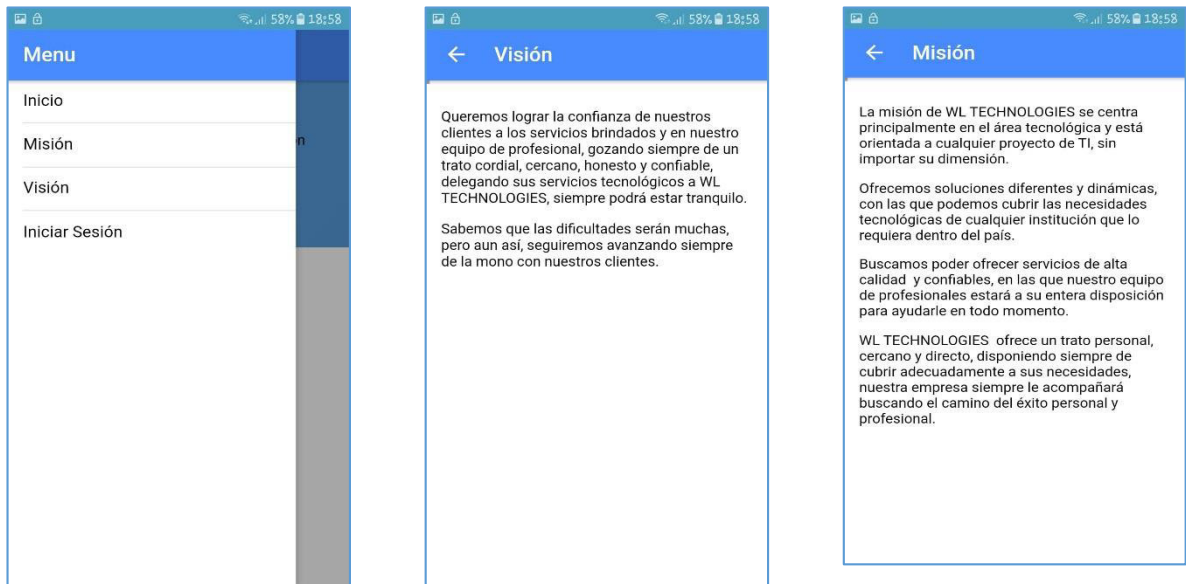 58% 18:58
Menu
Inicio
Misión
Visión
Iniciar Sesión
n
58% 18:58
Visión
Queremos lograr la confianza de nuestros
clientes a los servicios brindados y en nuestro
equipo de profesional, gozando siempre de un
trato cordial, cercano, honesto y confiable,
delegando sus servicios tecnológicos a WL
TECHNOLOGIES, siempre podrá estar tranquilo.
Sabemos que las dificultades serán muchas,
pero aun así, seguiremos avanzando siempre
de la mono con nuestros clientes.
58% 18:58
Misión
La misión de WL TECHNOLOGIES se centra
principalmente en el área tecnológica y está
orientada a cualquier proyecto de TI, sin
importar su dimensión.
Ofrecemos soluciones diferentes y dinámicas,
con las que podemos cubrir las necesidades
tecnológicas de cualquier institución que lo
requiera dentro del país.
Buscamos poder ofrecer servicios de alta
calidad y confiables, en las que nuestro equipo
de profesionales estará a su entera disposición
para ayudarle en todo momento.
WL TECHNOLOGIES ofrece un trato personal,
cercano y directo, disponiendo siempre de
cubrir adecuadamente a sus necesidades,
nuestra empresa siempre le acompañará
buscando el camino del éxito personal y
profesional.